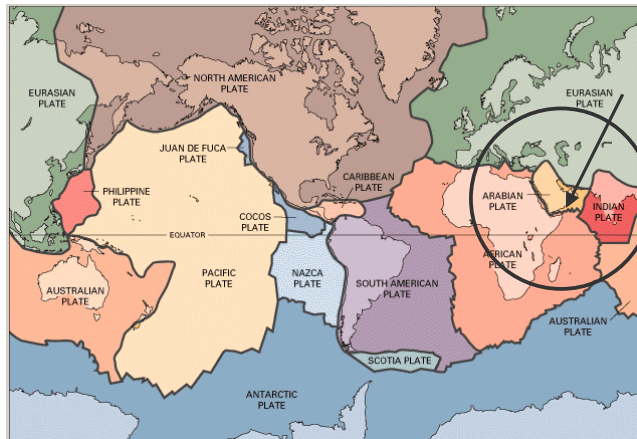 NORTH AMERICAN
PLATE
EURASIAN
PLATE
EURASIAN
PLATE
JUAN DE FUCA
PLATE
CARIBBEAN
PLATE
PHILIPPINE
PLATE
ARABIAN
PLATE
INDIAN
PLATE
COCOS
PLATE
EQUATOR
AFRICAN
PLATE
PACIFIC
PLATE
NAZCA
PLATE
SOUTH AMERICAN
PLATE
AUSTRALIAN
PLATE
AUSTRALIAN
PLATE
SCOTIA PLATE
ANTARCTIC
PLATE